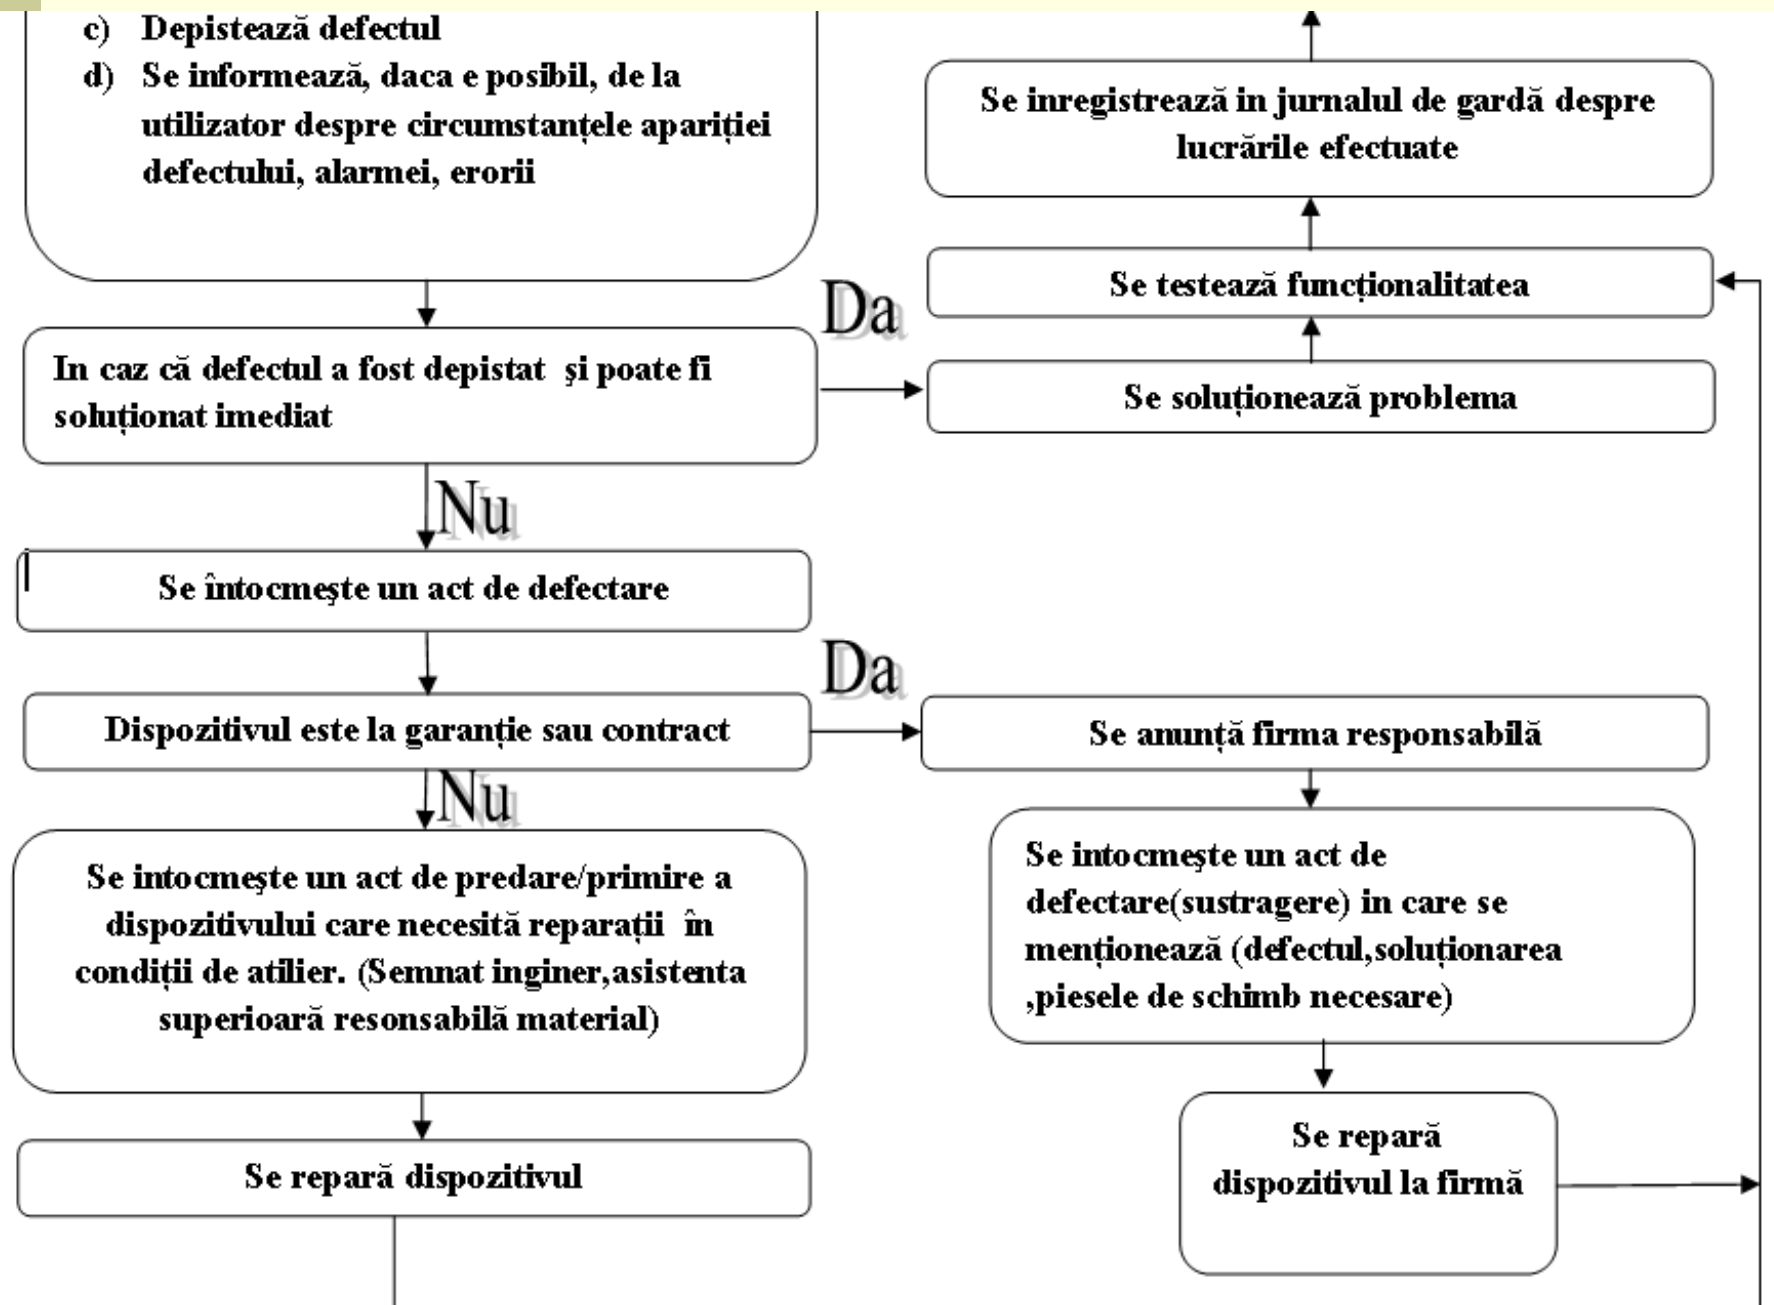 c) Depistează defectul
d) Se informează, daca e posibil, de la
utilizator despre circumstanțele apariției
defectului, alarmei, erorii
Se inregistrează in jurnalul de gardă despre
lucrările efectuate
Se testează funcționalitatea
Da
In caz că defectul a fost depistat și poate fi
soluționat imediat
Se soluționează problema
Nu
Se întocmește un act de defectare
Da
Dispozitivul este la garanție sau contract
Se anunță firma responsabilă
Nu
Se intocmește un act de predare/primire a
dispozitivului care necesită reparații în
condiții de atilier. (Semnat inginer,asistenta
superioară resonsabilă material)
Se intocmește un act de
defectare(sustragere) in care se
menționează (defectul,soluționarea
,piesele de schimb necesare)
Se repară dispozitivul
Se repară
dispozitivul la firmă